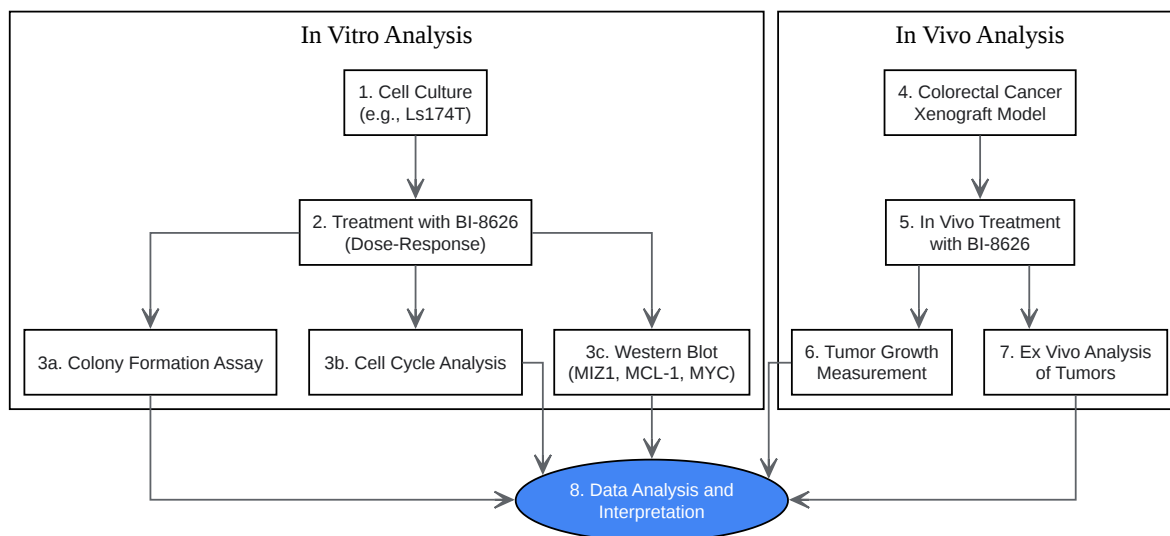 In Vitro Analysis
1. Cell Culture
(e.g., Ls174T)
2. Treatment with BI-8626
(Dose-Response)
3a. Colony Formation Assay
3b. Cell Cycle Analysis
3c. Western Blot
(MIZ1, MCL-1, MYC)
In Vivo Analysis
4. Colorectal Cancer
Xenograft Model
5. In Vivo Treatment
with BI-8626
6. Tumor Growth
Measurement
7. Ex Vivo Analysis
of Tumors
8. Data Analysis and
Interpretation